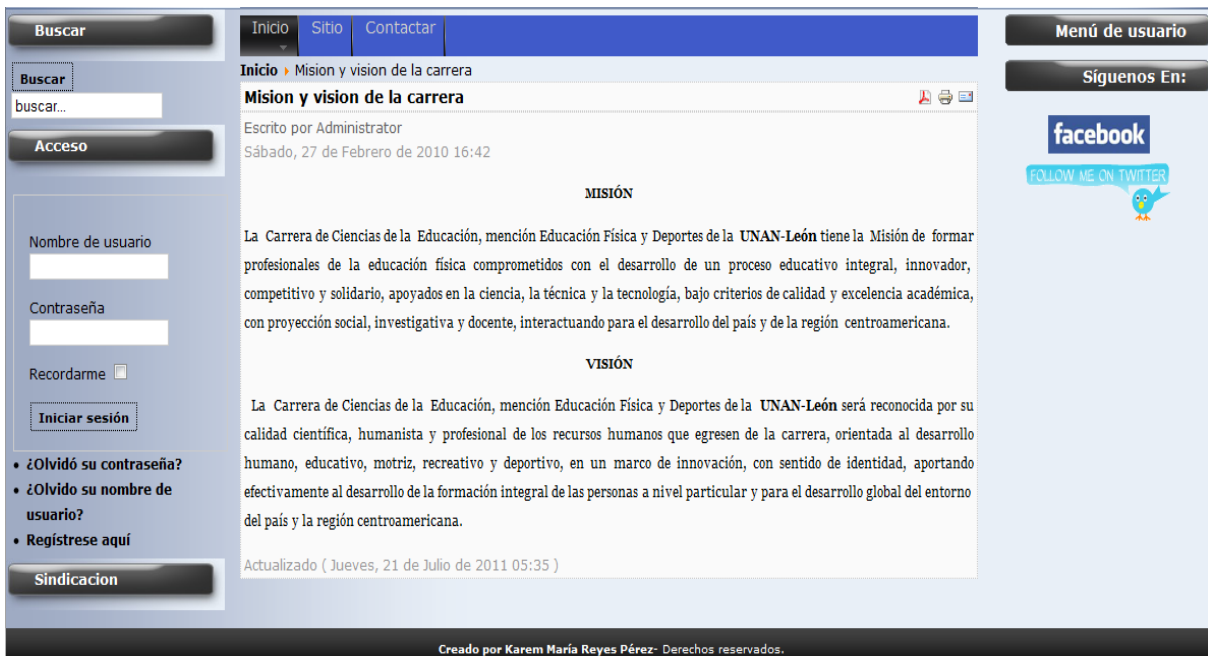 Buscar
Buscar
buscar...
Acceso
Nombre de usuario
Contraseña
Recordarme
Iniciar sesión
• ¿Olvidó su contraseña?
• ¿Olvido su nombre de
usuario?
• Regístrese aquí
Sindicacion
Inicio Sitio Contactar
Inicio Mision y vision de la carrera
Mision y vision de la carrera
Escrito por Administrator
Sábado, 27 de Febrero de 2010 16:42
MISIÓN
La Carrera de Ciencias de la Educación, mención Educación Física y Deportes de la UNAN-León tiene la Misión de formar
profesionales de la educación física comprometidos con el desarrollo de un proceso educativo integral, innovador,
competitivo y solidario, apoyados en la ciencia, la técnica y la tecnología, bajo criterios de calidad y excelencia académica,
con proyección social, investigativa y docente, interactuando para el desarrollo del país y de la región centroamericana.
VISIÓN
La Carrera de Ciencias de la Educación, mención Educación Física y Deportes de la UNAN-León será reconocida por su
calidad científica, humanista y profesional de los recursos humanos que egresen de la carrera, orientada al desarrollo
humano, educativo, motriz, recreativo y deportivo, en un marco de innovación, con sentido de identidad, aportando
efectivamente al desarrollo de la formación integral de las personas a nivel particular y para el desarrollo global del entorno
del país y la región centroamericana.
Actualizado ( Jueves, 21 de Julio de 2011 05:35 )
Menú de usuario
Síguenos En:
facebook
FOLLOW ME ON TWITTER
Creado por Karem María Reyes Pérez- Derechos reservados.